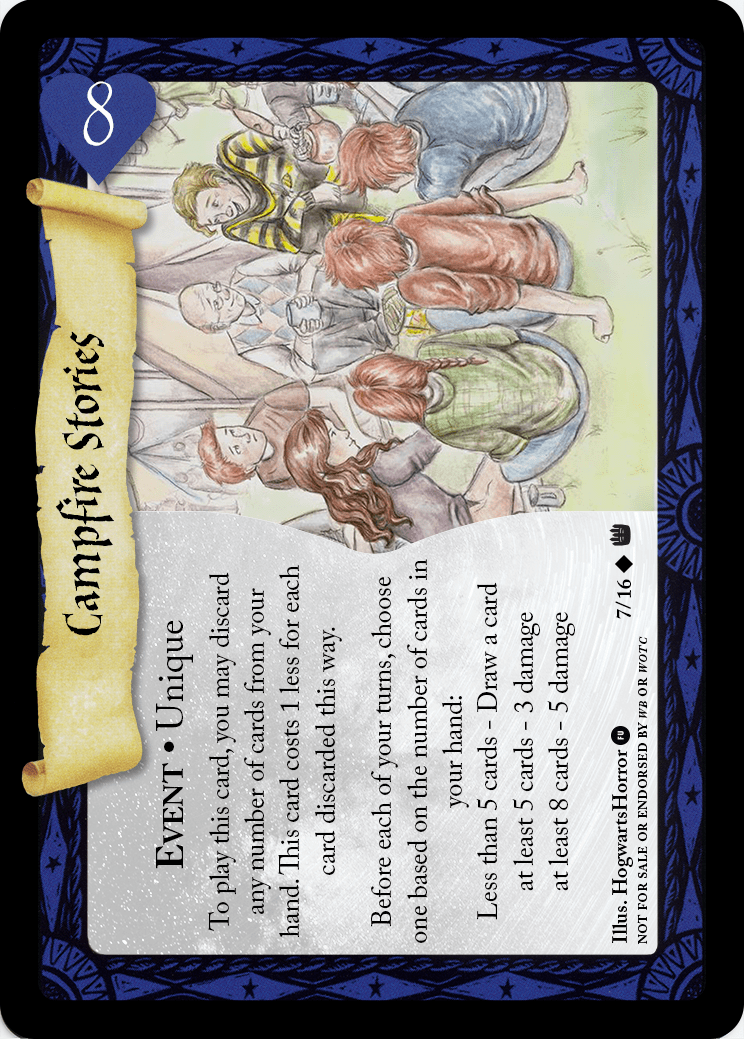 8
Campfire Stories
EVENT • Unique
To play this card, you may discard
any number of cards from your
hand. This card costs 1 less for each
card discarded this way.
Before each of your turns, choose
one based on the number of cards in
your hand:
Less than 5 cards - Draw a card
at least 5 cards - 3 damage
at least 8 cards - 5 damage
Illus. HogwartsHorror FU
7/16
NOT FOR SALE OR ENDORSED BY WB OR WOTC